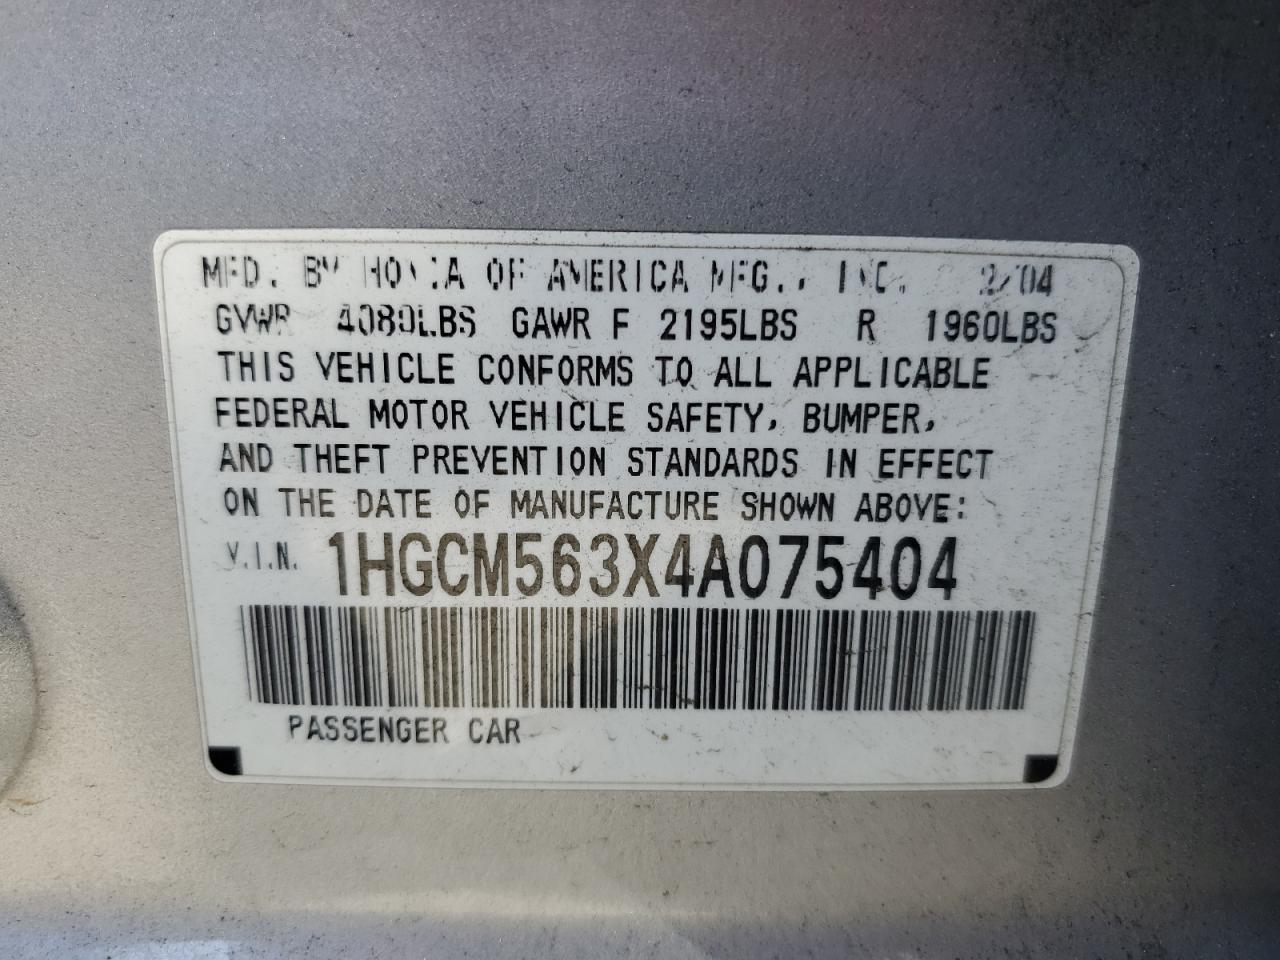 MFD. BY HONDA OF AMERICA MFG., INC. 2/04
GVWR 4080LBS GAWR F 2195LBS R 1960LBS
THIS VEHICLE CONFORMS TO ALL APPLICABLE
FEDERAL MOTOR VEHICLE SAFETY, BUMPER,
AND THEFT PREVENTION STANDARDS IN EFFECT
ON THE DATE OF MANUFACTURE SHOWN ABOVE:
V.I.N. 1HGCM563X4A075404
PASSENGER CAR